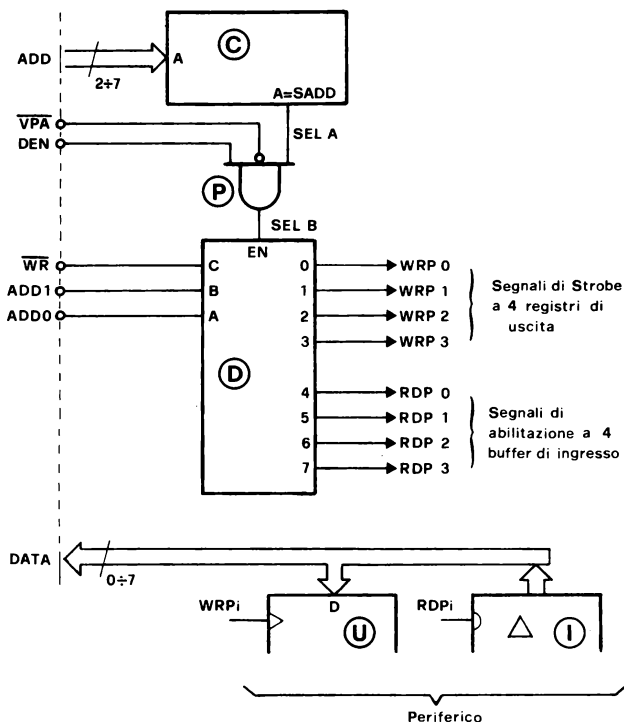 C
ADD
A
2÷7
A=SADD
VPA
SEL A
DEN
P
SEL B
EN
WR
C
0
WRP 0
ADD1
B
1
WRP 1
ADD0
A
2
WRP 2
3
WRP 3
Segnali di Strobe
a 4 registri di
uscita
D
4
RDP 0
5
RDP 1
6
RDP 2
7
RDP 3
Segnali di
abilitazione a 4
buffer di ingresso
DATA
0÷7
WRPi
D
U
RDPi
I
Periferico